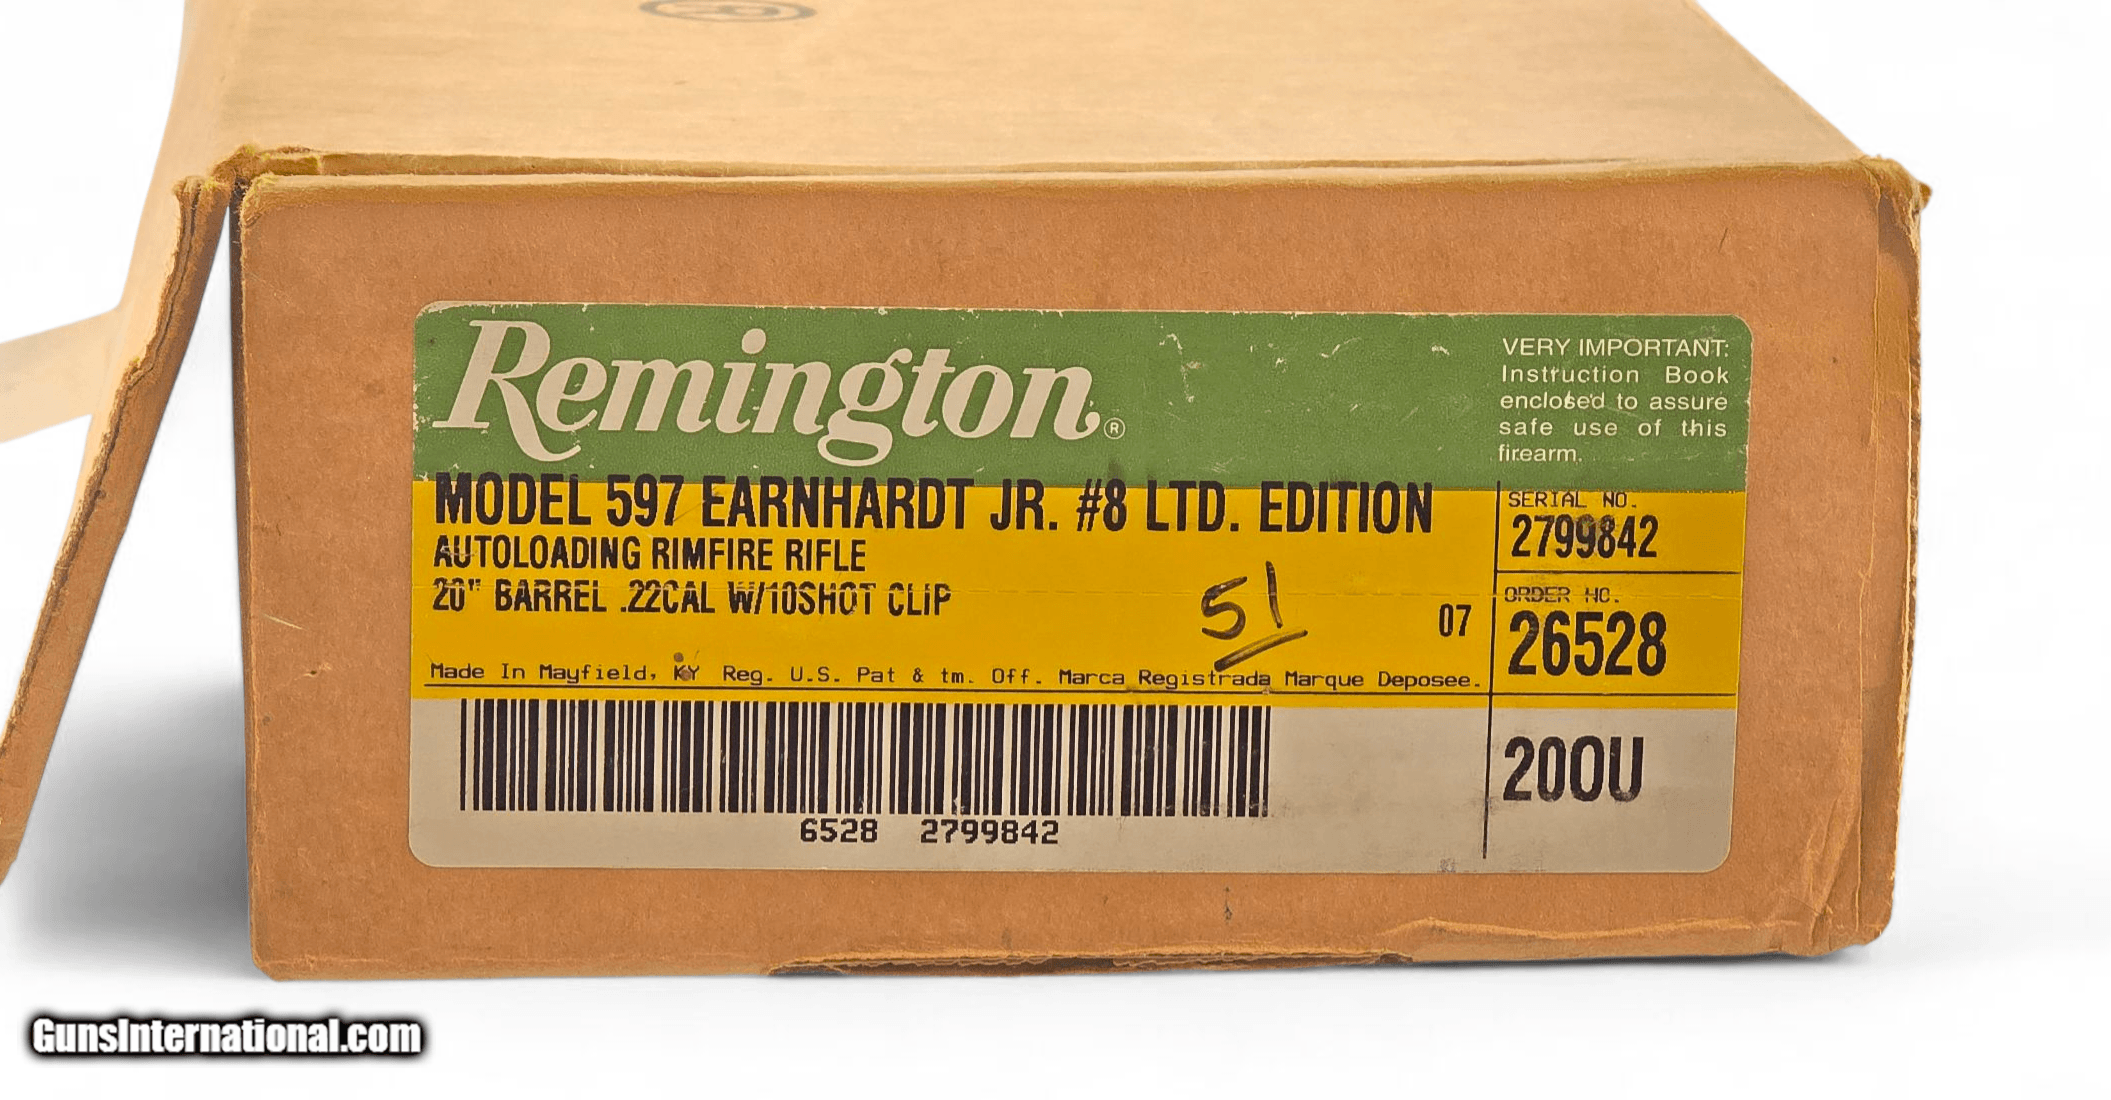 ®
Remington®
VERY IMPORTANT:
Instruction Book
enclosed to assure
safe use of this
firearm.
MODEL 597 EARNHARDT JR. #8 LTD. EDITION
AUTOLOADING RIMFIRE RIFLE
20" BARREL .22CAL W/10SHOT CLIP
51
07
SERIAL NO.
2799842
ORDER NO.
26528
Made In Mayfield, KY Reg. U.S. Pat & tm. Off. Marca Registrada Marque Deposee.
200U
6528 2799842
GunsInternational.com